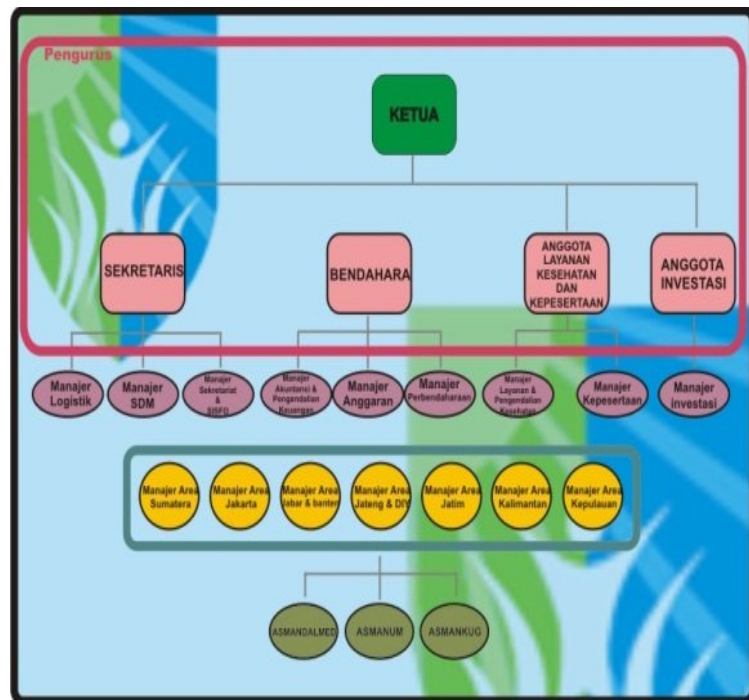 Pengurus
KETUA
SEKRETARIS
BENDAHARA
ANGGOTA
LAYANAN
KESEHATAN
DAN
KEPESERTAAN
ANGGOTA
INVESTASI
Manajer
Logistik
Manajer
SDM
Manajer
Sekretariat
&
SISFO
Manajer
Akuntansi &
Pengendalian
Keuangan
Manajer
Anggaran
Manajer
Perbendaharaan
Manajer
Layanan &
Pengendalian
Kesehatan
Manajer
Kepesertaan
Manajer
investasi
Manajer Area
Sumatera
Manajer Area
Jakarta
Manajer Area
Jabar & banten
Manajer Area
Jateng & DIY
Manajer Area
Jatim
Manajer Area
Kalimantan
Manajer Area
Kepulauan
ASMANDALMED
ASMANUM
ASMANKUG